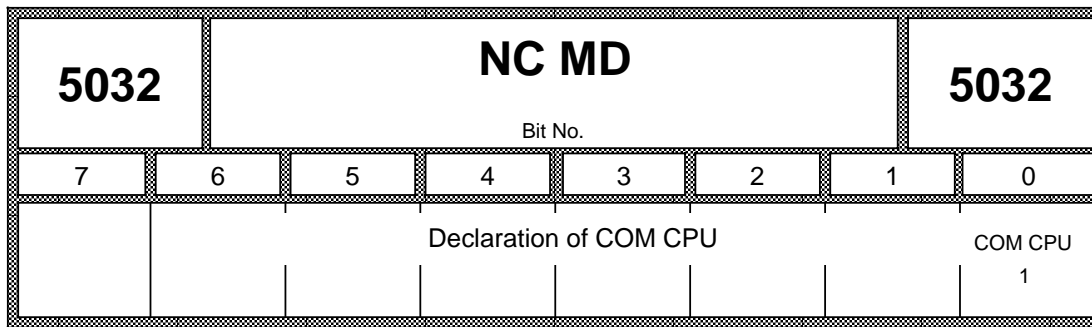 5032 NC MD 5032
Bit No.
7 6 5 4 3 2 1 0
Declaration of COM CPU COM CPU
1